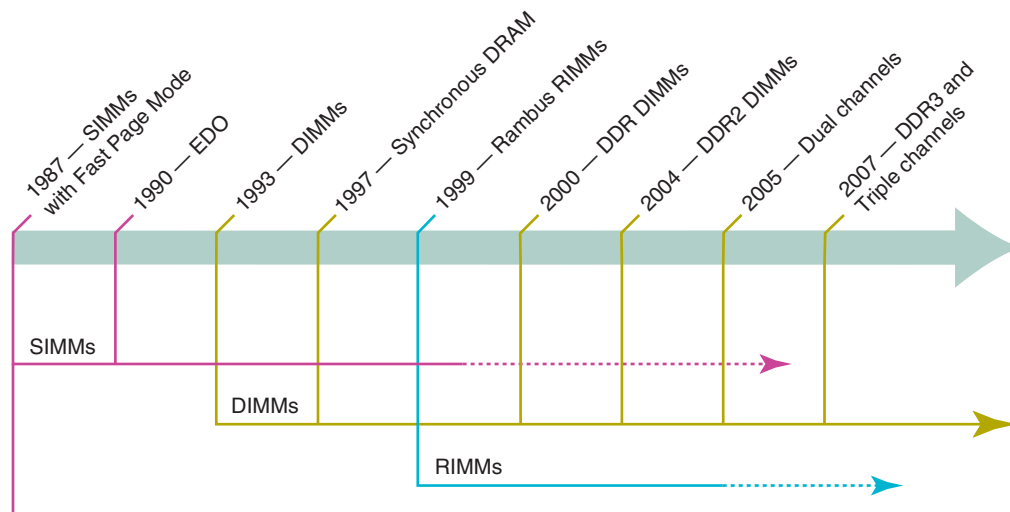 1987 — SIMMs
with Fast Page Mode
1990 — EDO
1993 — DIMMs
1997 — Synchronous DRAM
1999 — Rambus RIMMs
2000 — DDR DIMMs
2004 — DDR2 DIMMs
2005 — Dual channels
2007 — DDR3 and
Triple channels
SIMMs
DIMMs
RIMMs